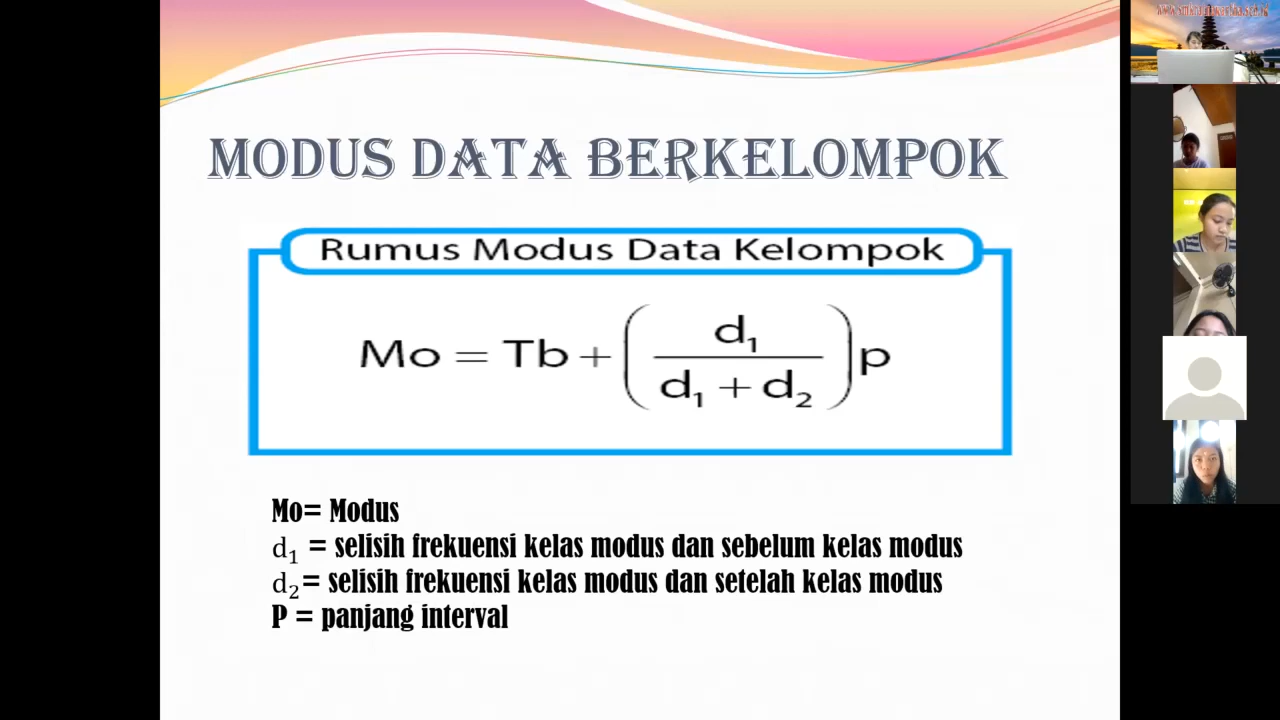 MODUS DATA BERKELOMPOK
Rumus Modus Data Kelompok
Mo = Tb + ( d₁ / d₁ + d₂ ) p
Mo= Modus
d₁ = selisih frekuensi kelas modus dan sebelum kelas modus
d₂= selisih frekuensi kelas modus dan setelah kelas modus
P = panjang interval